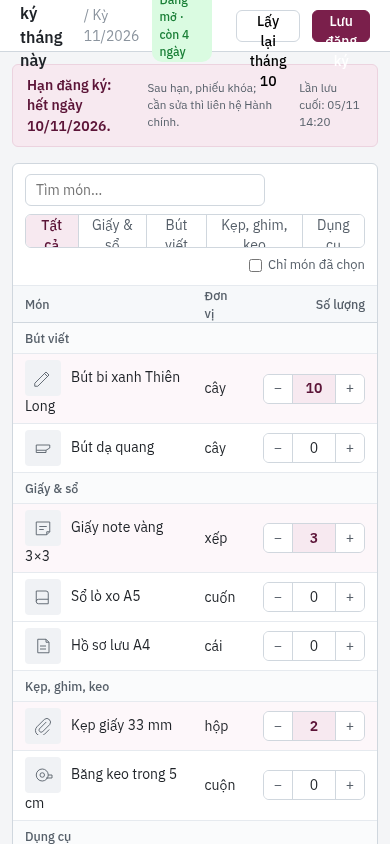 ký
tháng
này
/ Kỳ
11/2026
mở ·
còn 4
ngày
Lấy
lại
tháng
10
Lưu
đăng
ký
Hạn đăng ký:
hết ngày
10/11/2026.
Sau hạn, phiếu khóa;
cần sửa thì liên hệ Hành
chính.
Lần lưu
cuối: 05/11
14:20
Tìm món…
Tất
cả
Giấy &
sổ
Bút
viết
Kẹp, ghim,
keo
Dụng
cụ
Chỉ món đã chọn
Món
Đơn
vị
Số lượng
Bút viết
Bút bi xanh Thiên
Long
cây
− 10 +
Bút dạ quang
cây
− 0 +
Giấy & sổ
Giấy note vàng
3×3
xếp
− 3 +
Sổ lò xo A5
cuốn
− 0 +
Hồ sơ lưu A4
cái
− 0 +
Kẹp, ghim, keo
Kẹp giấy 33 mm
hộp
− 2 +
Băng keo trong 5
cm
cuộn
− 0 +
Dụng cụ